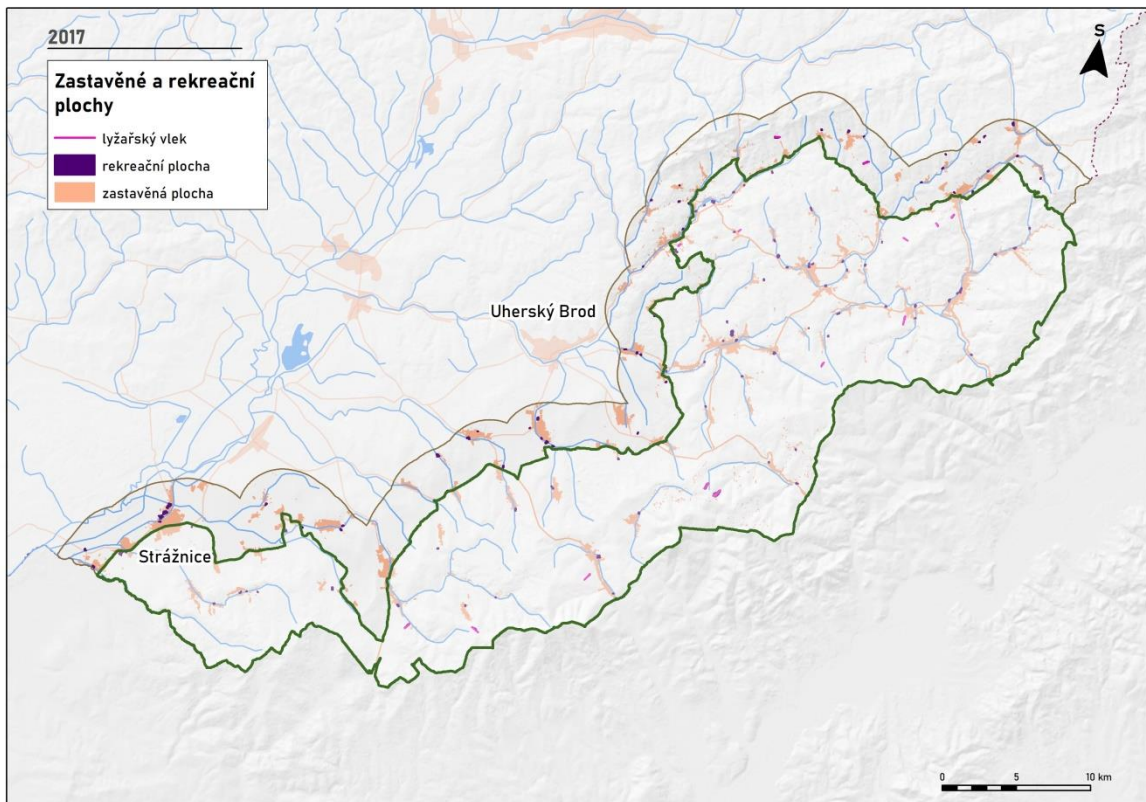 2017
Zastavěné a rekreační
plochy
lyžařský vlek
rekreační plocha
zastavěná plocha
S
Uherský Brod
Strážnice
0 5 10 km